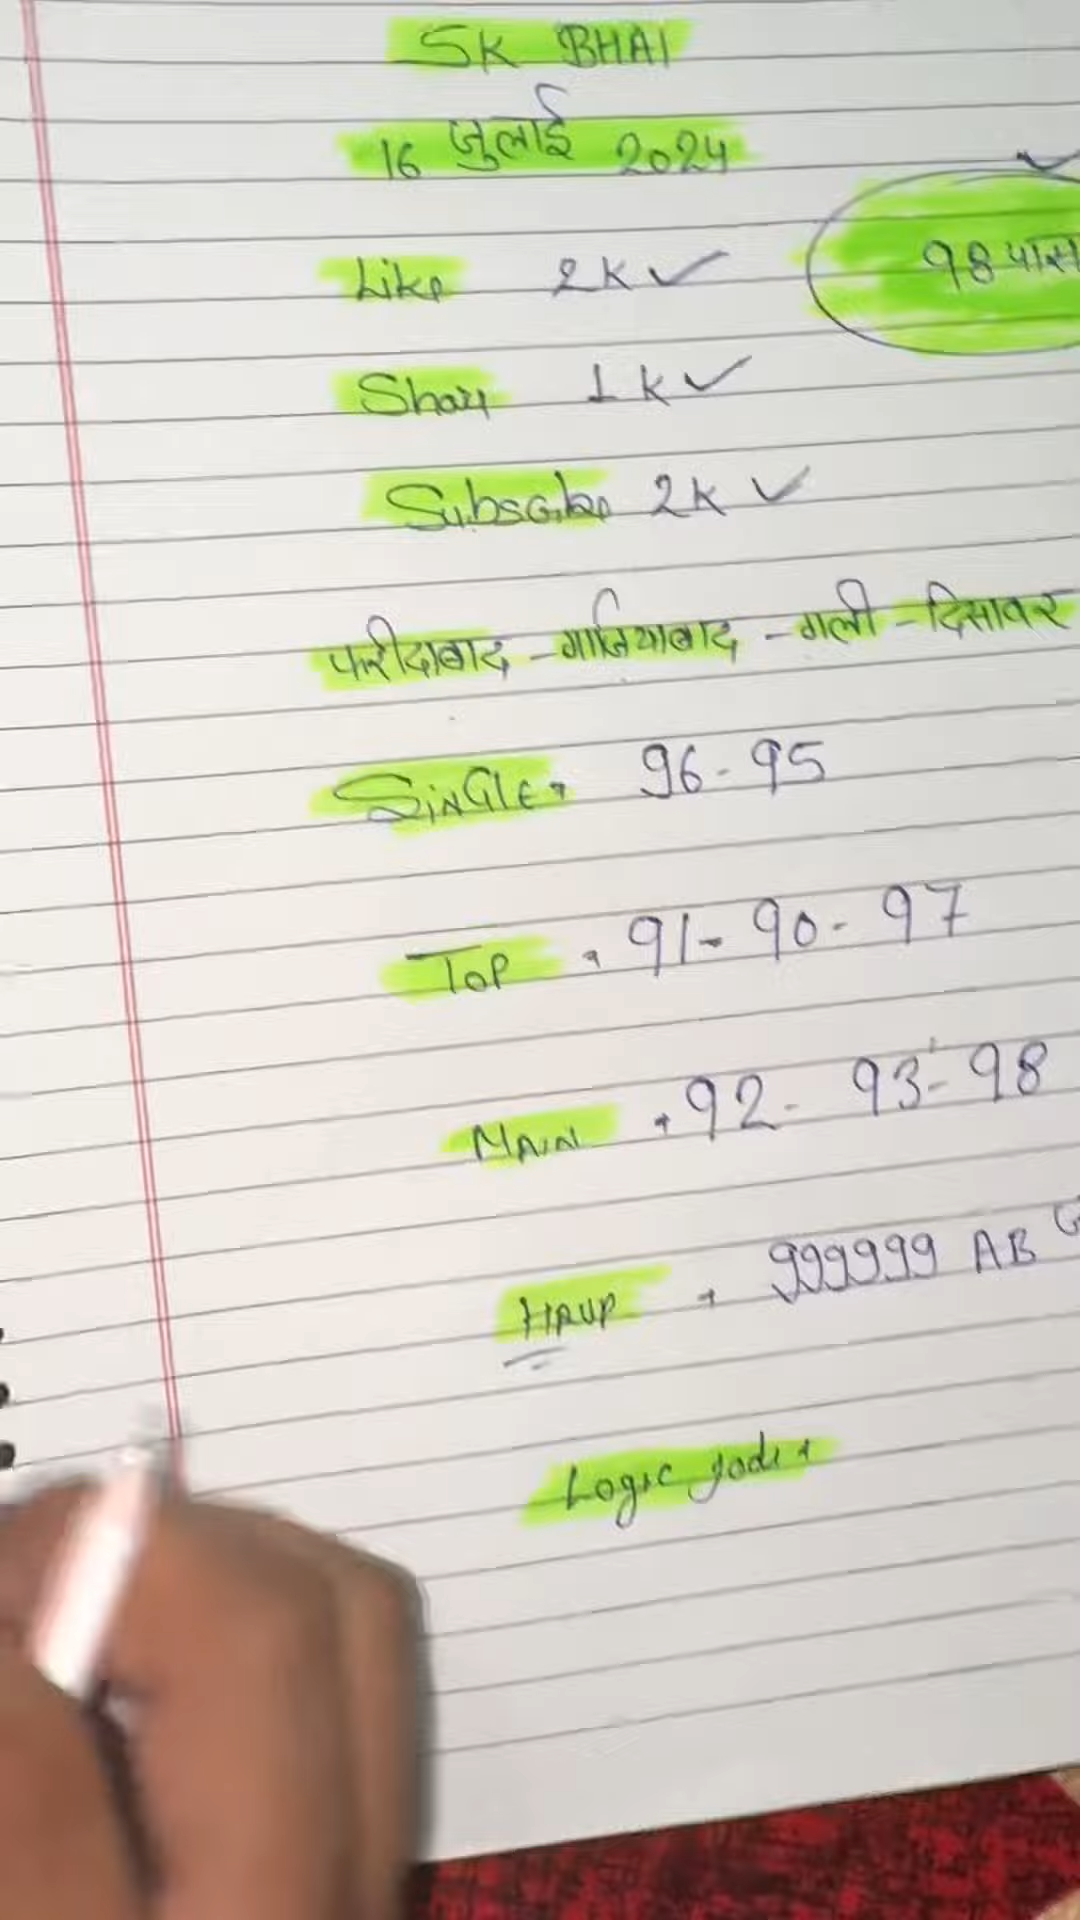 SK BHAI
16 जुलाई 2024
Like 2K ✓
98 पास
Share 1K ✓
Subscribe 2K ✓
फरीदाबाद - गाजियाबाद - गली - दिसावर
SINGLE → 96 - 95
TOP → 91 - 90 - 97
MAIN → 92 - 93 - 98
HRUP → 999999 AB
Logic jodi →